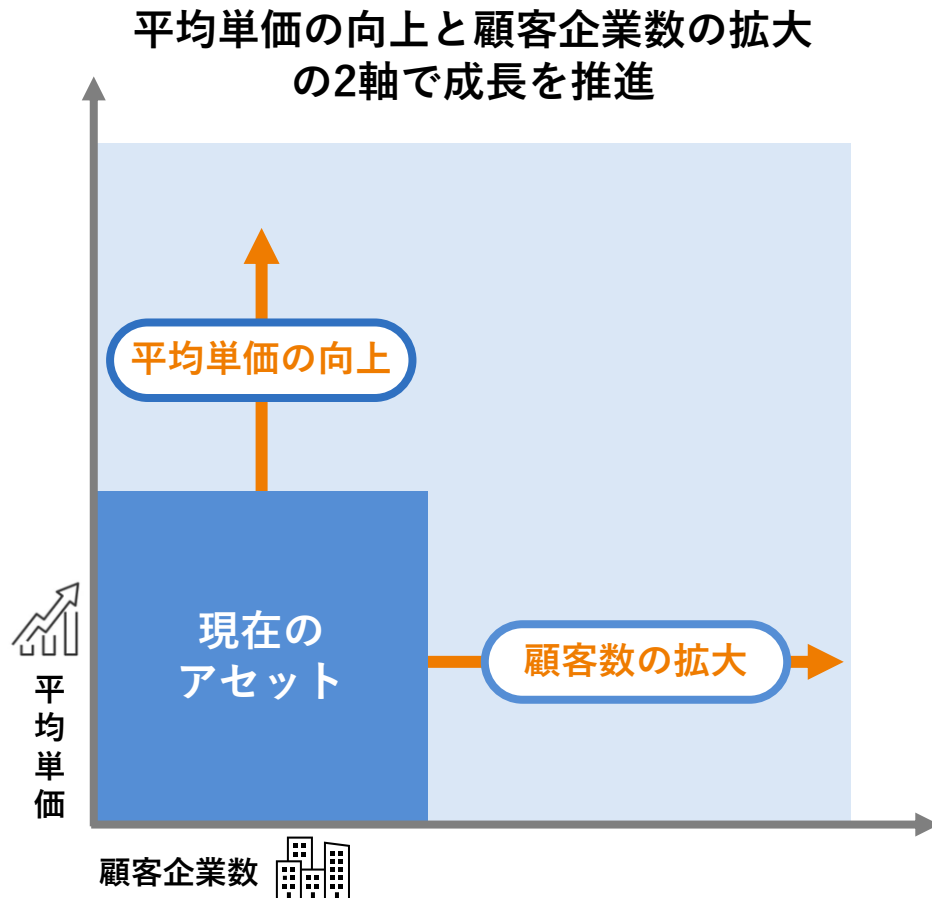 平均単価の向上と顧客企業数の拡大
の2軸で成長を推進
平均単価の向上
現在の
アセット
顧客数の拡大
平均単価
顧客企業数